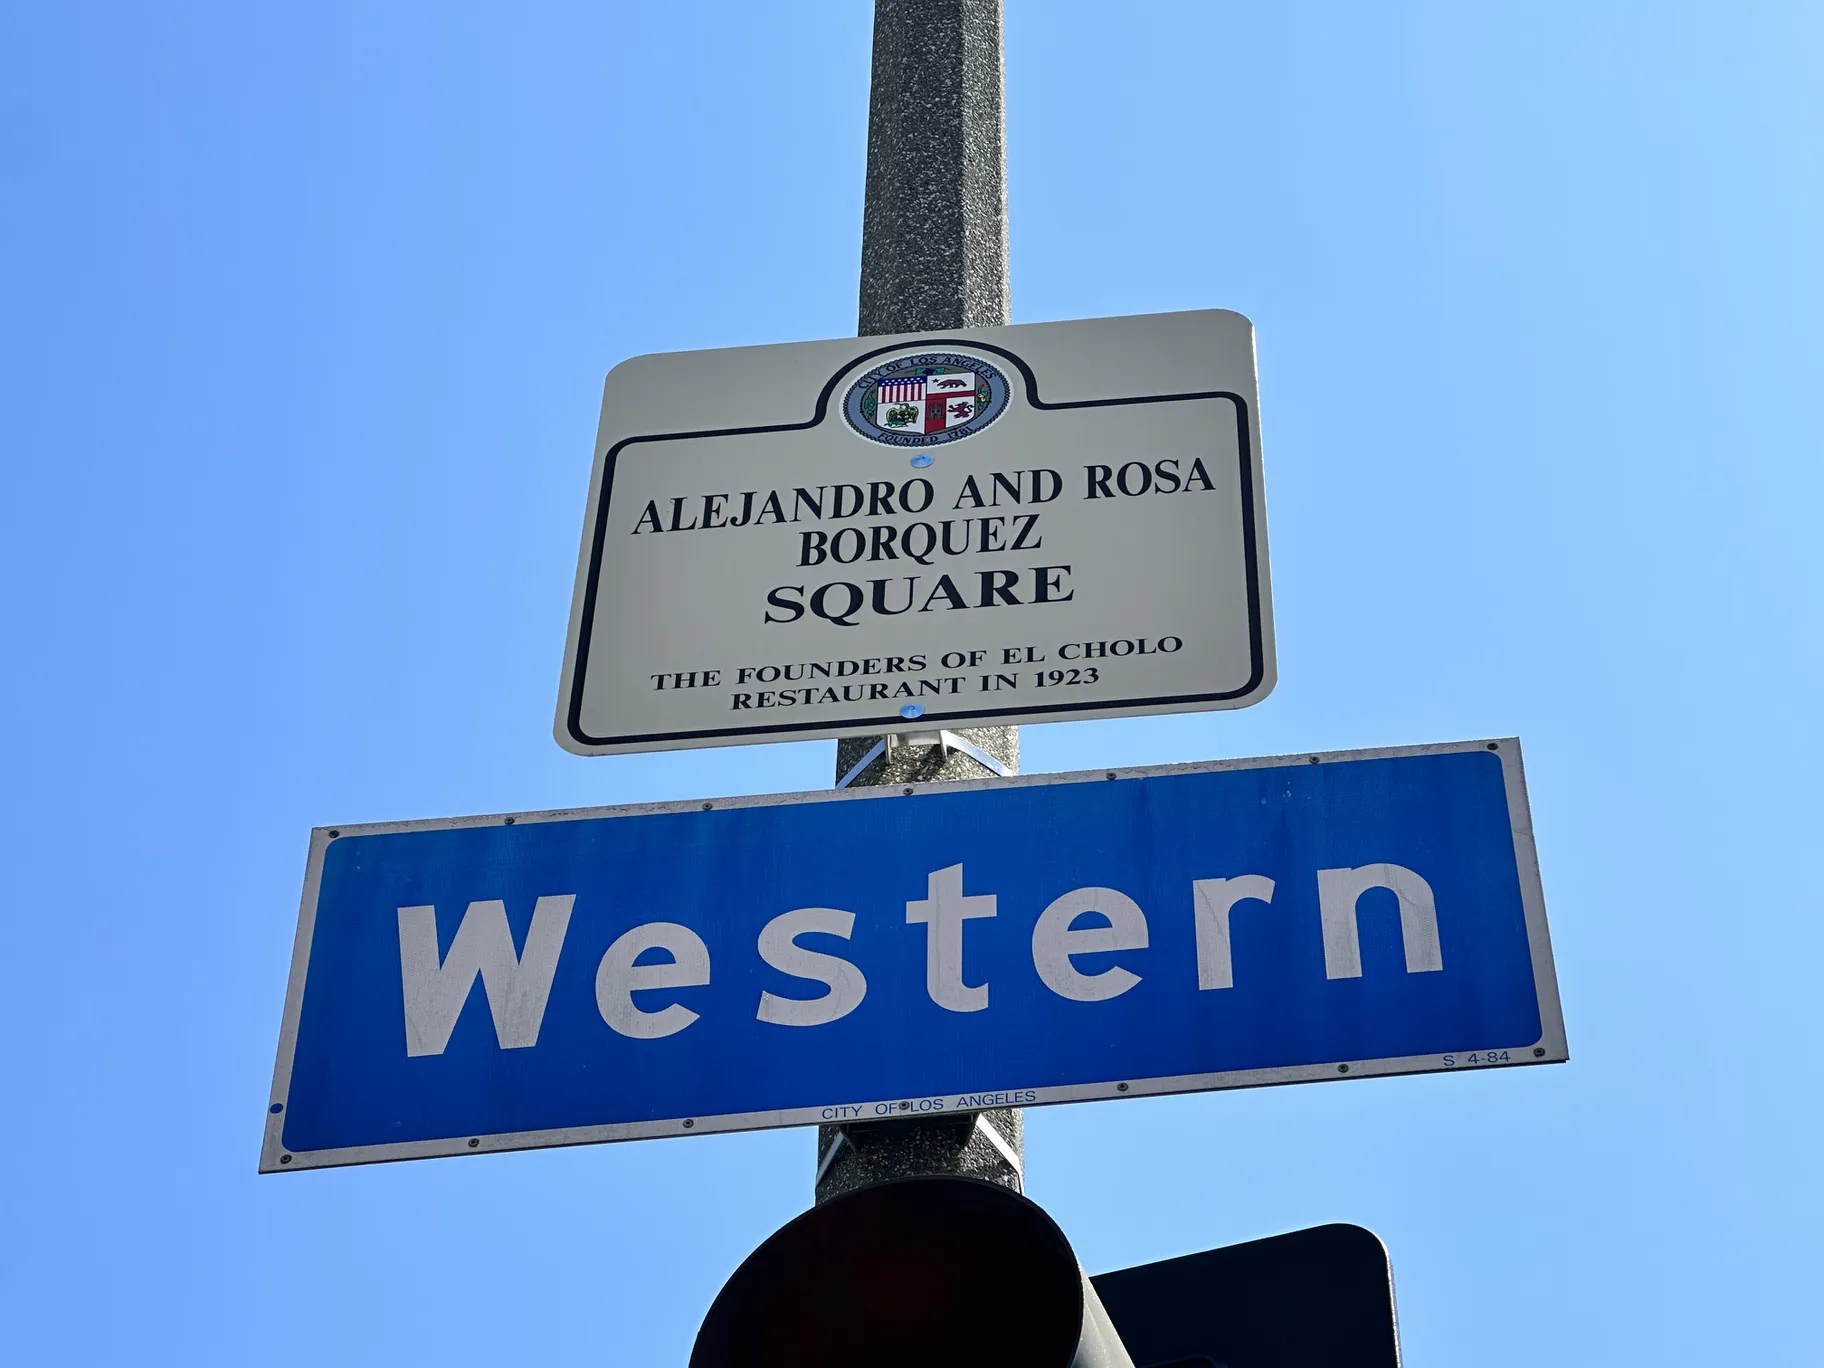 CITY OF LOS ANGELES
FOUNDED 1781
ALEJANDRO AND ROSA
BORQUEZ
SQUARE
THE FOUNDERS OF EL CHOLO
RESTAURANT IN 1923
Western
S 4-84
CITY OF LOS ANGELES